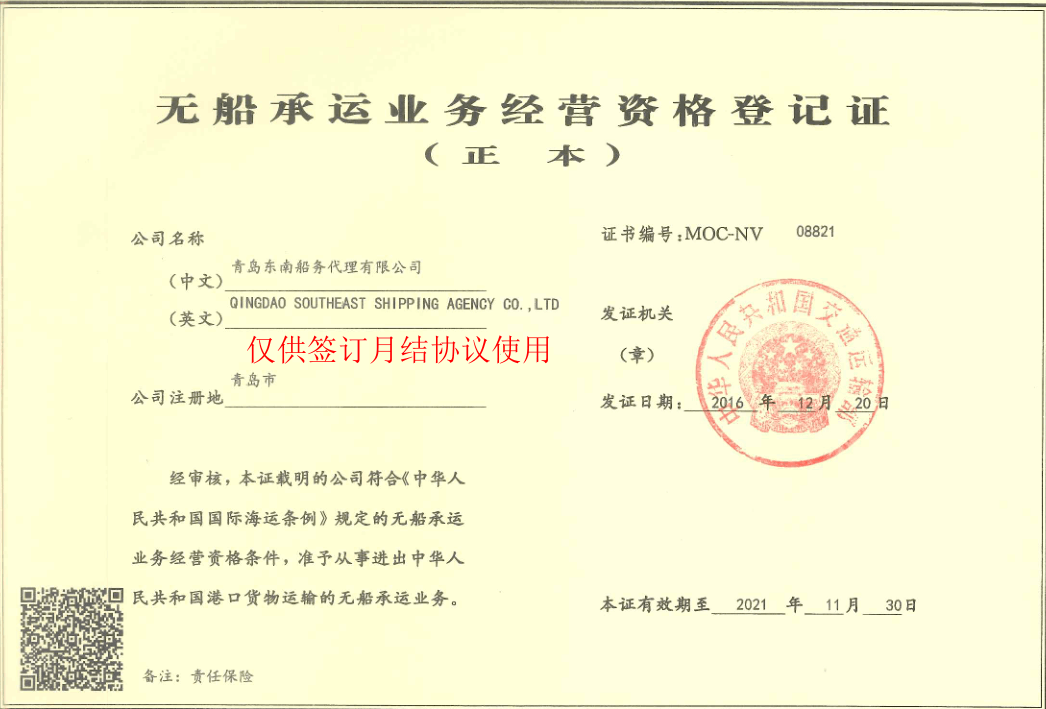 无船承运业务经营资格登记证
（正 本）
公司名称
（中文）青岛东南船务代理有限公司
（英文）QINGDAO SOUTHEAST SHIPPING AGENCY CO.,LTD
仅供签订月结协议使用
公司注册地 青岛市
经审核，本证载明的公司符合《中华人
民共和国国际海运条例》规定的无船承运
业务经营资格条件，准予从事进出中华人
民共和国港口货物运输的无船承运业务。
备注：责任保险
证书编号：MOC-NV 08821
发证机关
（章）
中华人民共和国交通运输部
发证日期：2016 年 12 月 20 日
本证有效期至 2021 年 11 月 30 日